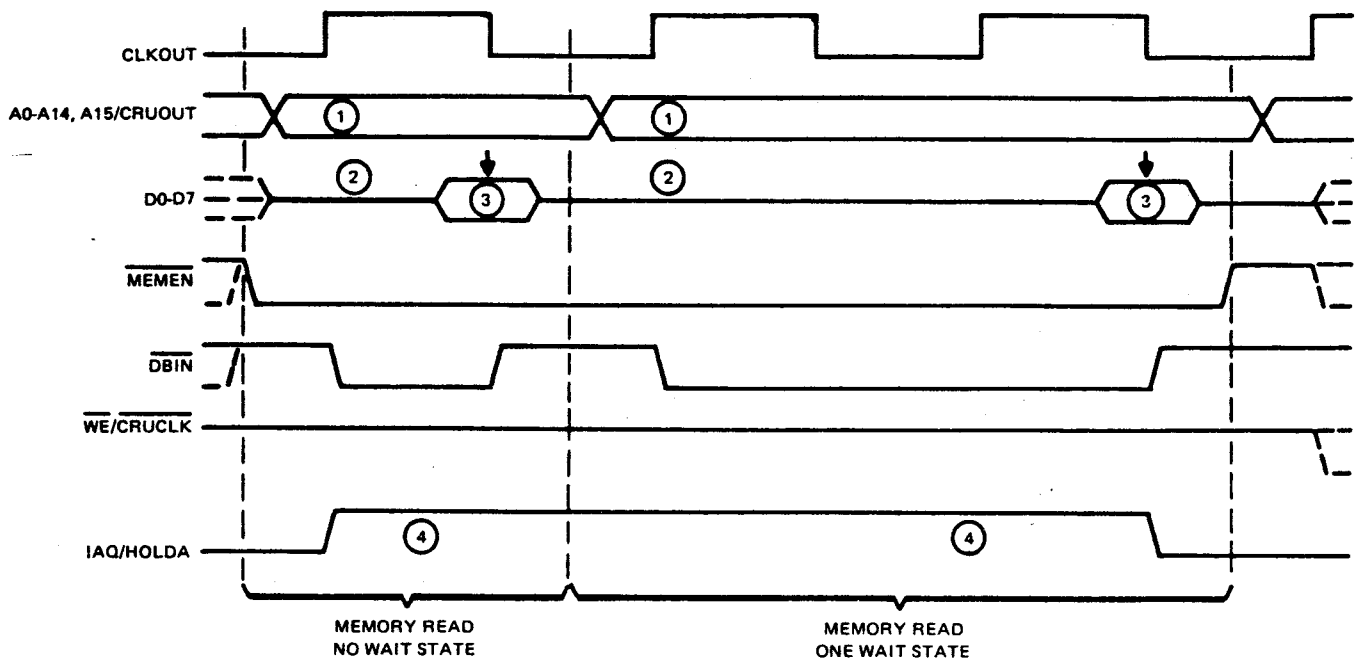 CLKOUT
A0-A14, A15/CRUOUT
1
1
D0-D7
2
3
2
3
MEMEN
DBIN
WE/CRUCLK
IAQ/HOLDA
4
4
MEMORY READ
NO WAIT STATE
MEMORY READ
ONE WAIT STATE